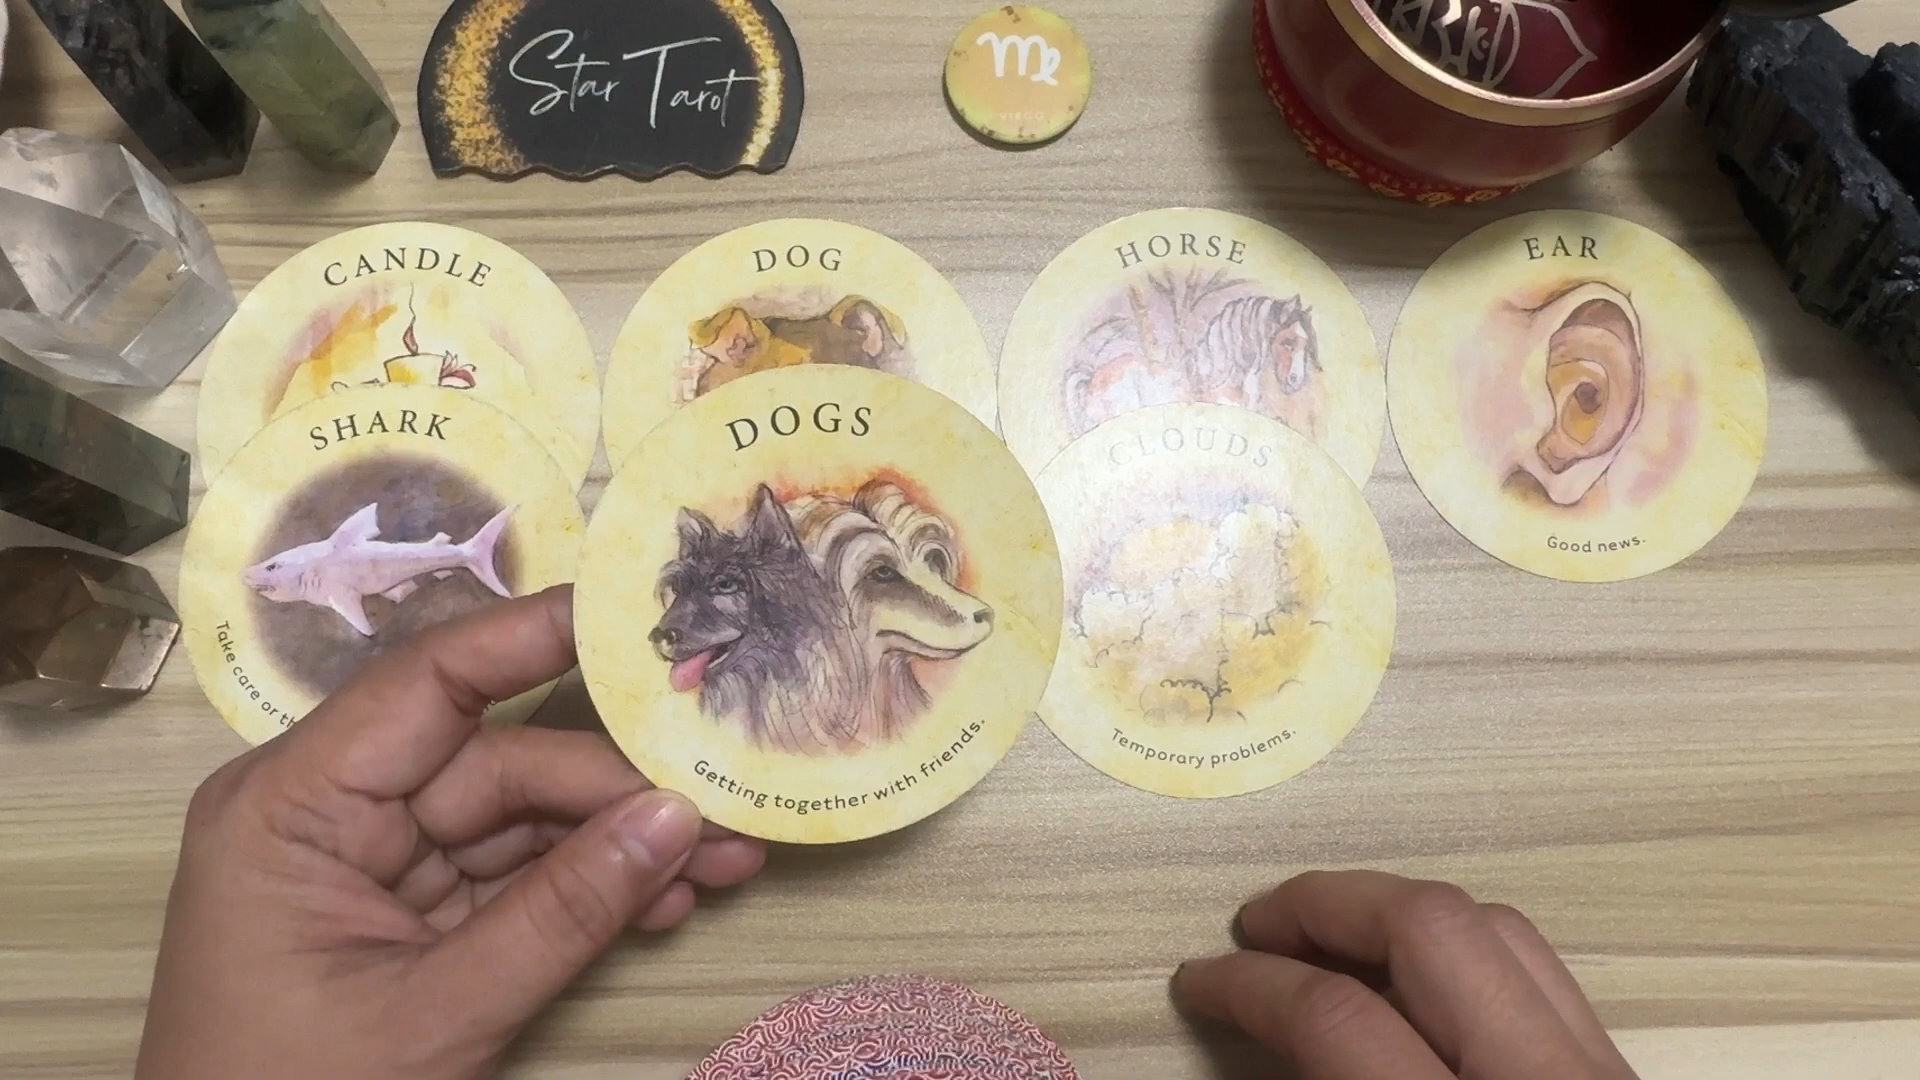 Star Tarot
VIRGO
CANDLE
DOG
HORSE
EAR
SHARK
DOGS
CLOUDS
Good news.
Take care or th
Getting together with friends.
Temporary problems.